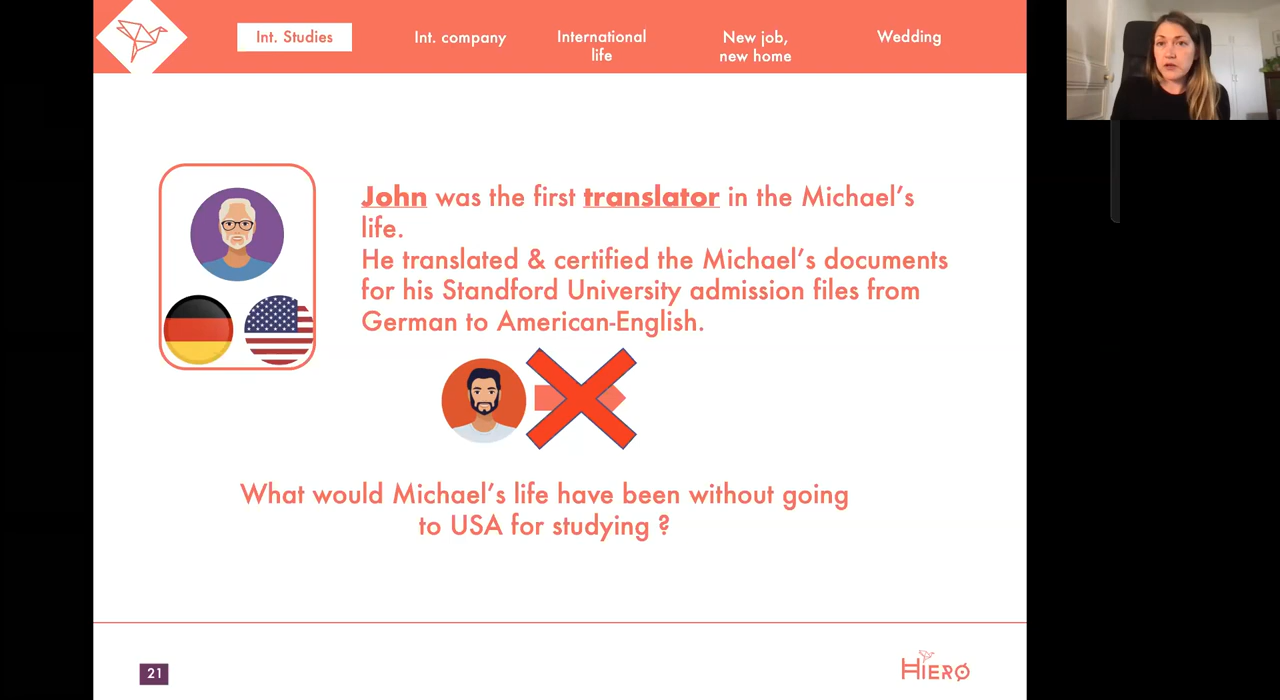 Int. Studies
Int. company
International
life
New job,
new home
Wedding
John was the first translator in the Michael's
life.
He translated & certified the Michael's documents
for his Standford University admission files from
German to American-English.
What would Michael's life have been without going
to USA for studying ?
21
HIERO